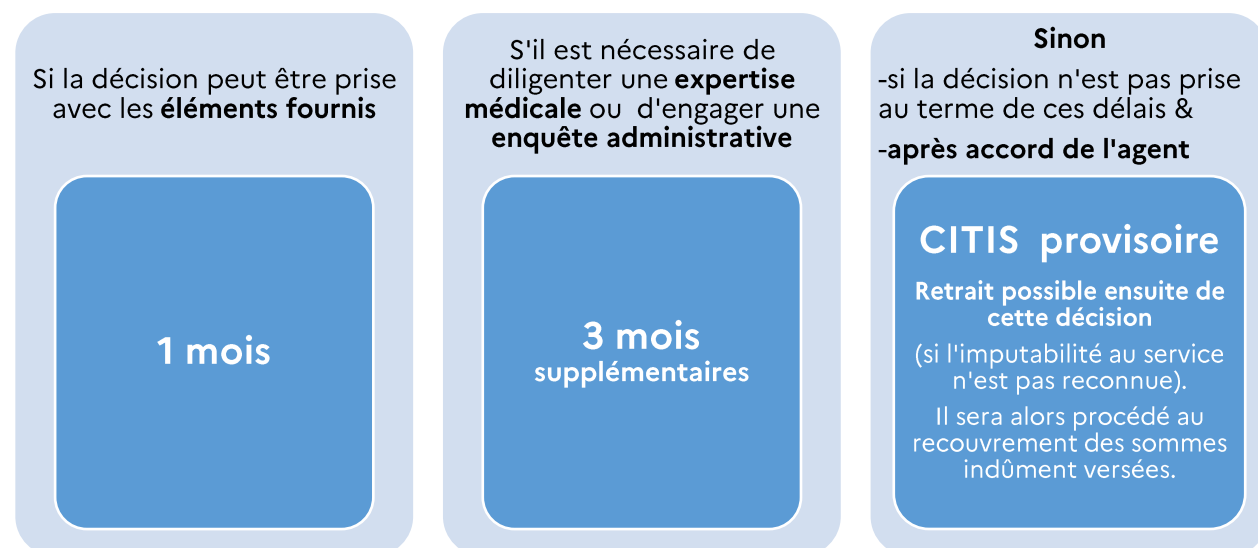 Si la décision peut être prise
avec les éléments fournis
1 mois
S'il est nécessaire de
diligenter une expertise
médicale ou d'engager une
enquête administrative
3 mois
supplémentaires
Sinon
-si la décision n'est pas prise
au terme de ces délais &
-après accord de l'agent
CITIS provisoire
Retrait possible ensuite de
cette décision
(si l'imputabilité au service
n'est pas reconnue).
Il sera alors procédé au
recouvrement des sommes
indûment versées.